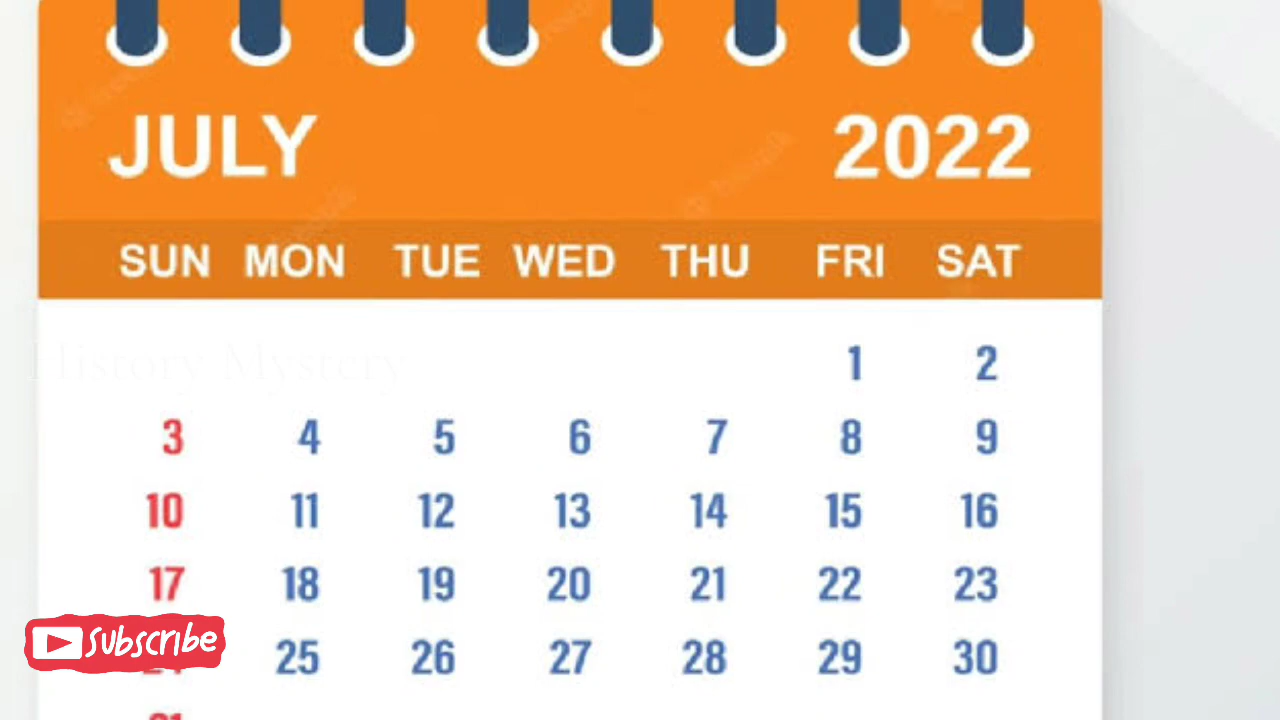 JULY 2022
SUN MON TUE WED THU FRI SAT
1 2
Hisrory Mystery
3 4 5 6 7 8 9
10 11 12 13 14 15 16
17 18 19 20 21 22 23
Subscribe
25 26 27 28 29 30